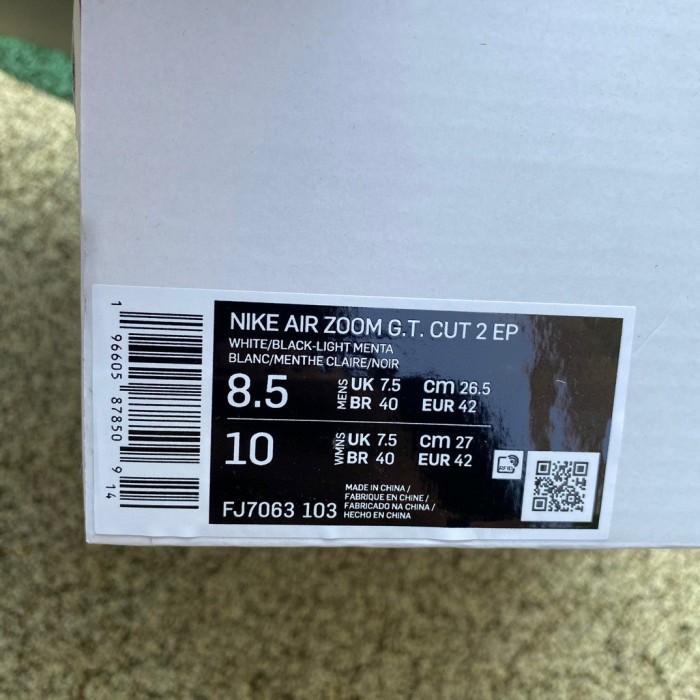 NIKE AIR ZOOM G.T. CUT 2 EP
WHITE/BLACK-LIGHT MENTA
BLANC/MENTHE CLAIRE/NOIR
8.5 MENS UK 7.5 cm 26.5
BR 40 EUR 42
10 WMNS UK 7.5 cm 27
BR 40 EUR 42
RFID
FJ7063 103
MADE IN CHINA /
FABRIQUE EN CHINE /
FABRICADO NA CHINA /
HECHO EN CHINA
1 96605 87850 9 14